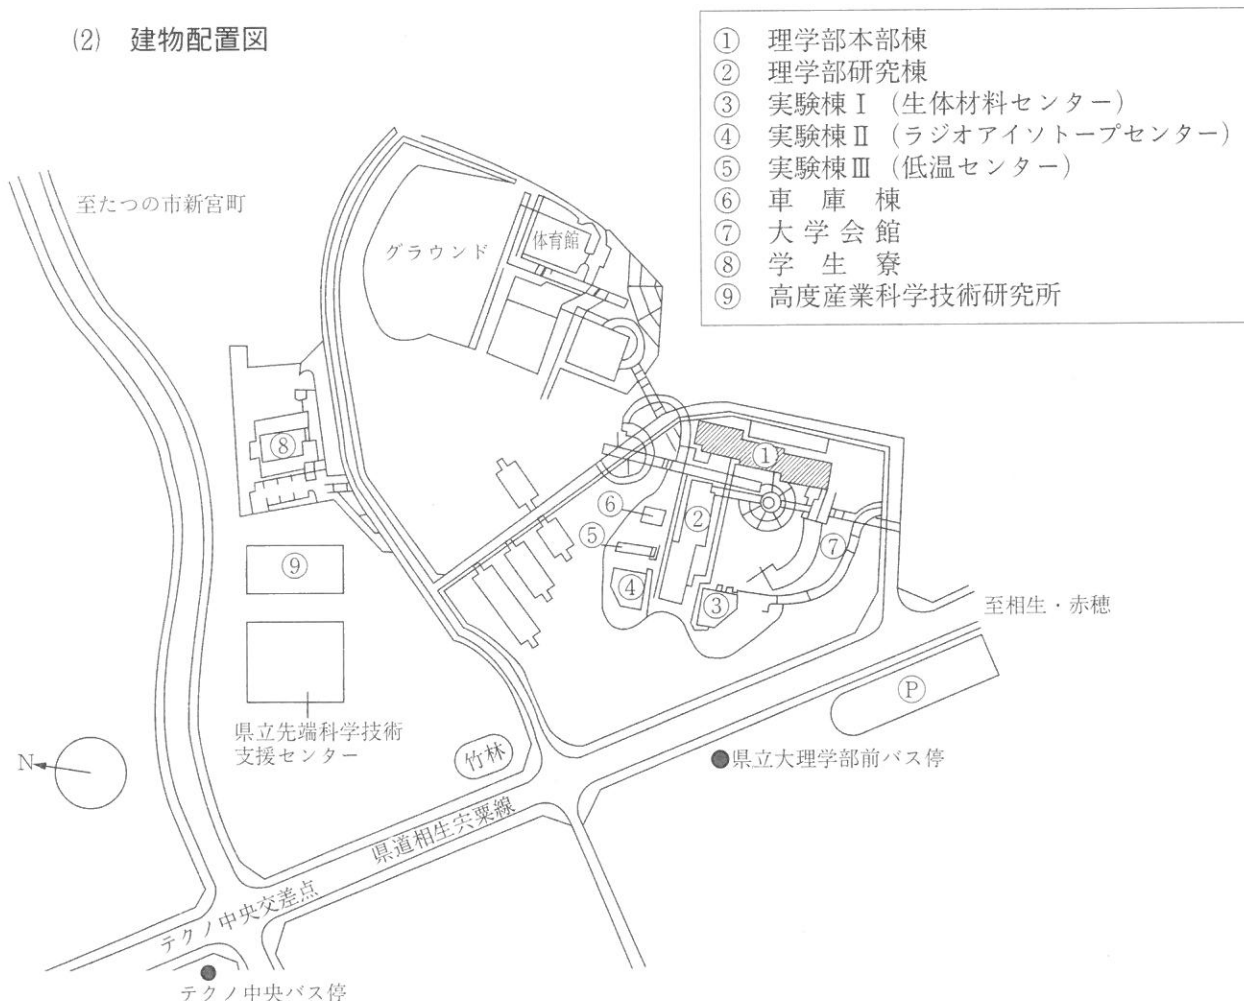 (2) 建物配置図
① 理学部本部棟
② 理学部研究棟
③ 実験棟Ⅰ(生体材料センター)
④ 実験棟Ⅱ(ラジオアイソトープセンター)
⑤ 実験棟Ⅲ(低温センター)
⑥ 車庫棟
⑦ 大学会館
⑧ 学生寮
⑨ 高度産業科学技術研究所
至たつの市新宮町
グラウンド
体育館
⑧
①
⑥
②
⑤
⑦
⑨
④
③
至相生・赤穂
Ⓟ
県立先端科学技術
支援センター
竹林
N
県立大理学部前バス停
県道相生宍粟線
テクノ中央交差点
テクノ中央バス停